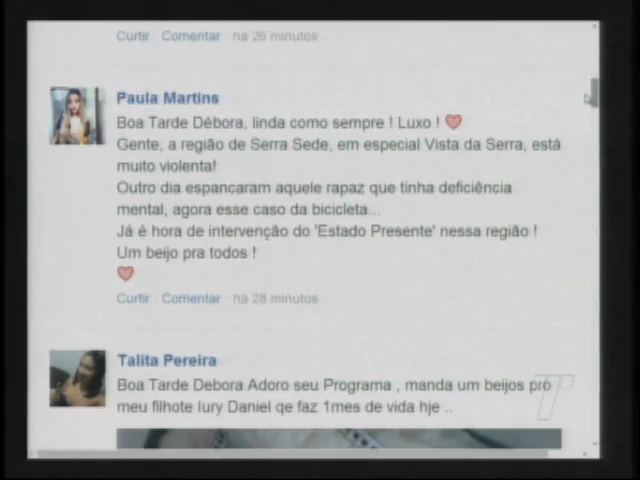 Curtir · Comentar · há 26 minutos
Paula Martins
Boa Tarde Débora, linda como sempre ! Luxo !
Gente, a região de Serra Sede, em especial Vista da Serra, está
muito violenta!
Outro dia espancaram aquele rapaz que tinha deficiência
mental, agora esse caso da bicicleta...
Já é hora de intervenção do 'Estado Presente' nessa região !
Um beijo pra todos !
Curtir · Comentar · há 28 minutos
Talita Pereira
Boa Tarde Debora Adoro seu Programa , manda um beijos pro
meu filhote Iury Daniel qe faz 1mes de vida hje ..